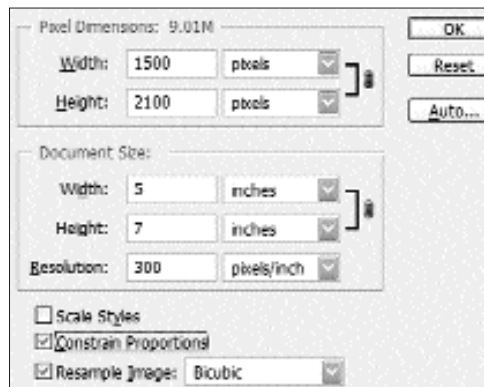 Pixel Dimensions: 9.01M
Width: 1500 pixels
Height: 2100 pixels
OK
Reset
Auto...
Document Size:
Width: 5 inches
Height: 7 inches
Resolution: 300 pixels/inch
Scale Styles
Constrain Proportions
Resample Image: Bicubic